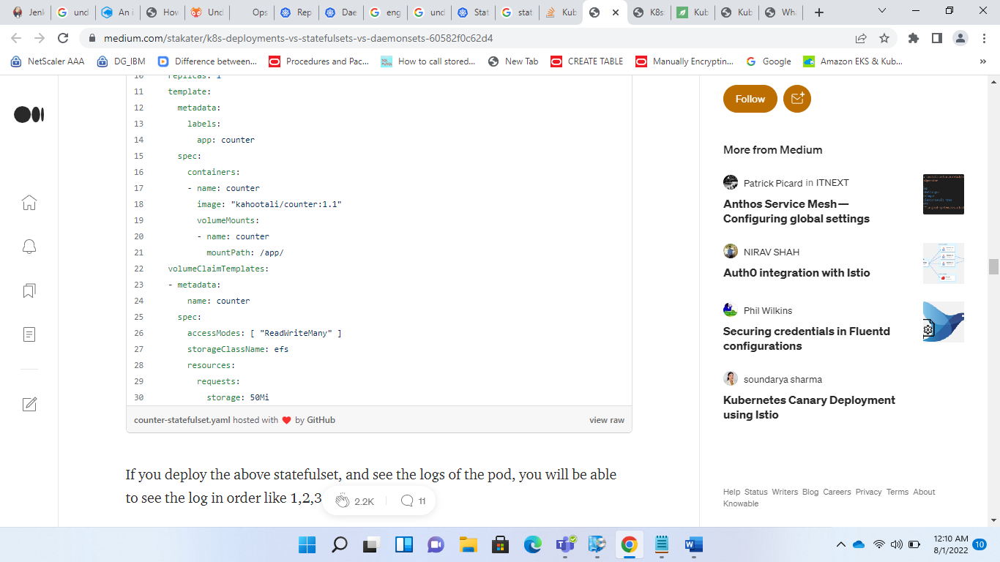 Jenk
und
An i
How
Und
Ops
Rep
Dae
eng
und
Stat
stat
Kub
K8s
Kub
Kub
Wha
medium.com/stakater/k8s-deployments-vs-statefulsets-vs-daemonsets-60582f0c62d4
NetScaler AAA
DG_IBM
Difference between...
Procedures and Pac...
How to call stored...
New Tab
CREATE TABLE
Manually Encryptin...
Google
Amazon EKS & Kub...
»
10 replicas: 1
11 template:
12 metadata:
13 labels:
14 app: counter
15 spec:
16 containers:
17 - name: counter
18 image: "kahootali/counter:1.1"
19 volumeMounts:
20 - name: counter
21 mountPath: /app/
22 volumeClaimTemplates:
23 - metadata:
24 name: counter
25 spec:
26 accessModes: [ "ReadWriteMany" ]
27 storageClassName: efs
28 resources:
29 requests:
30 storage: 50Mi
counter-statefulset.yaml hosted with ❤ by GitHub
view raw
If you deploy the above statefulset, and see the logs of the pod, you will be able
to see the log in order like 1,2,3
2.2K
11
Follow
More from Medium
Patrick Picard in ITNEXT
Anthos Service Mesh —
Configuring global settings
NIRAV SHAH
Auth0 integration with Istio
Phil Wilkins
Securing credentials in Fluentd
configurations
soundarya sharma
Kubernetes Canary Deployment
using Istio
Help Status Writers Blog Careers Privacy Terms About
Knowable
12:10 AM
8/1/2022
10